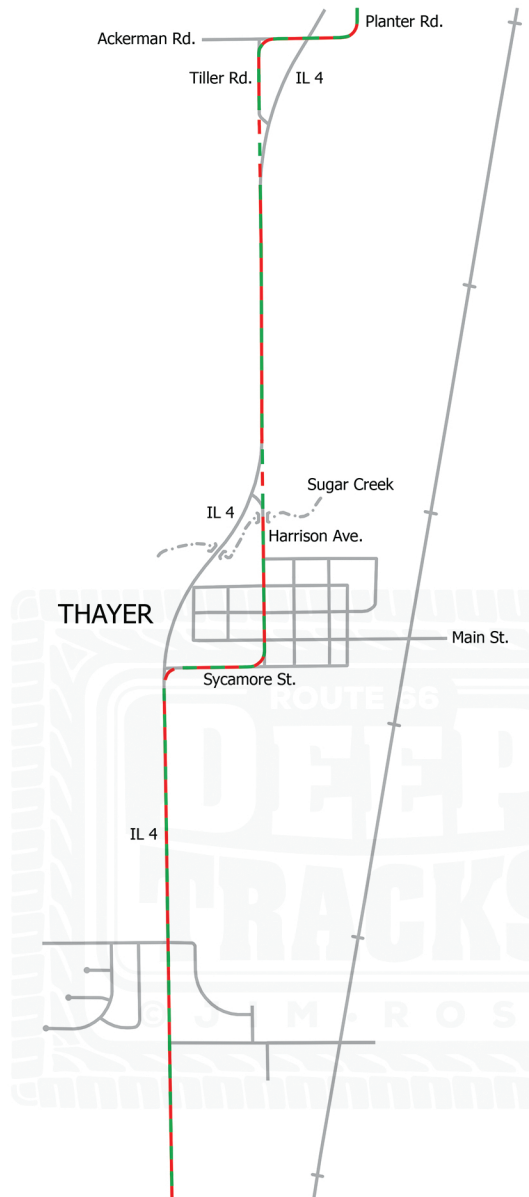 Planter Rd.
Ackerman Rd.
Tiller Rd.
IL 4
Sugar Creek
IL 4
Harrison Ave.
THAYER
Main St.
Sycamore St.
ROUTE 66
DEEP
TRACKS
IL 4
© JIM ROS